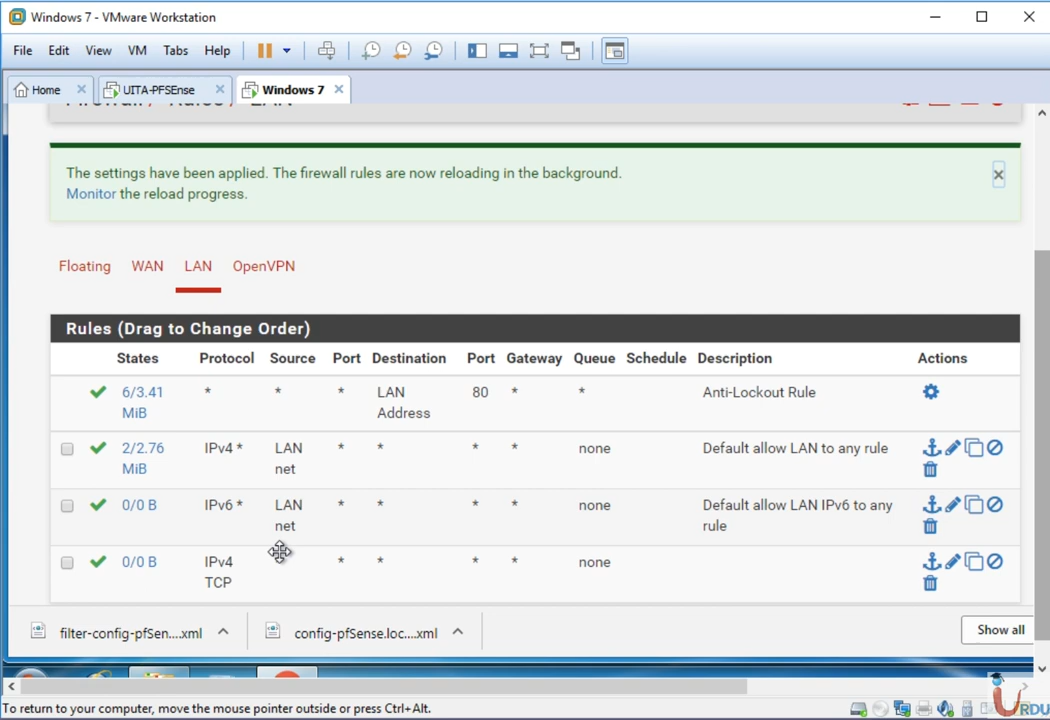 Windows 7 - VMware Workstation
File Edit View VM Tabs Help
Home UITA-PFSEnse Windows 7
Firewall / Rules / LAN
The settings have been applied. The firewall rules are now reloading in the background.
Monitor the reload progress.
Floating WAN LAN OpenVPN
Rules (Drag to Change Order)
States Protocol Source Port Destination Port Gateway Queue Schedule Description Actions
6/3.41 * * * LAN 80 * * Anti-Lockout Rule
MiB Address
2/2.76 IPv4 * LAN * * * * none Default allow LAN to any rule
MiB net
0/0 B IPv6 * LAN * * * * none Default allow LAN IPv6 to any
net rule
0/0 B IPv4 * * * * none
TCP
filter-config-pfSen....xml config-pfSense.loc....xml Show all
To return to your computer, move the mouse pointer outside or press Ctrl+Alt.
URDU